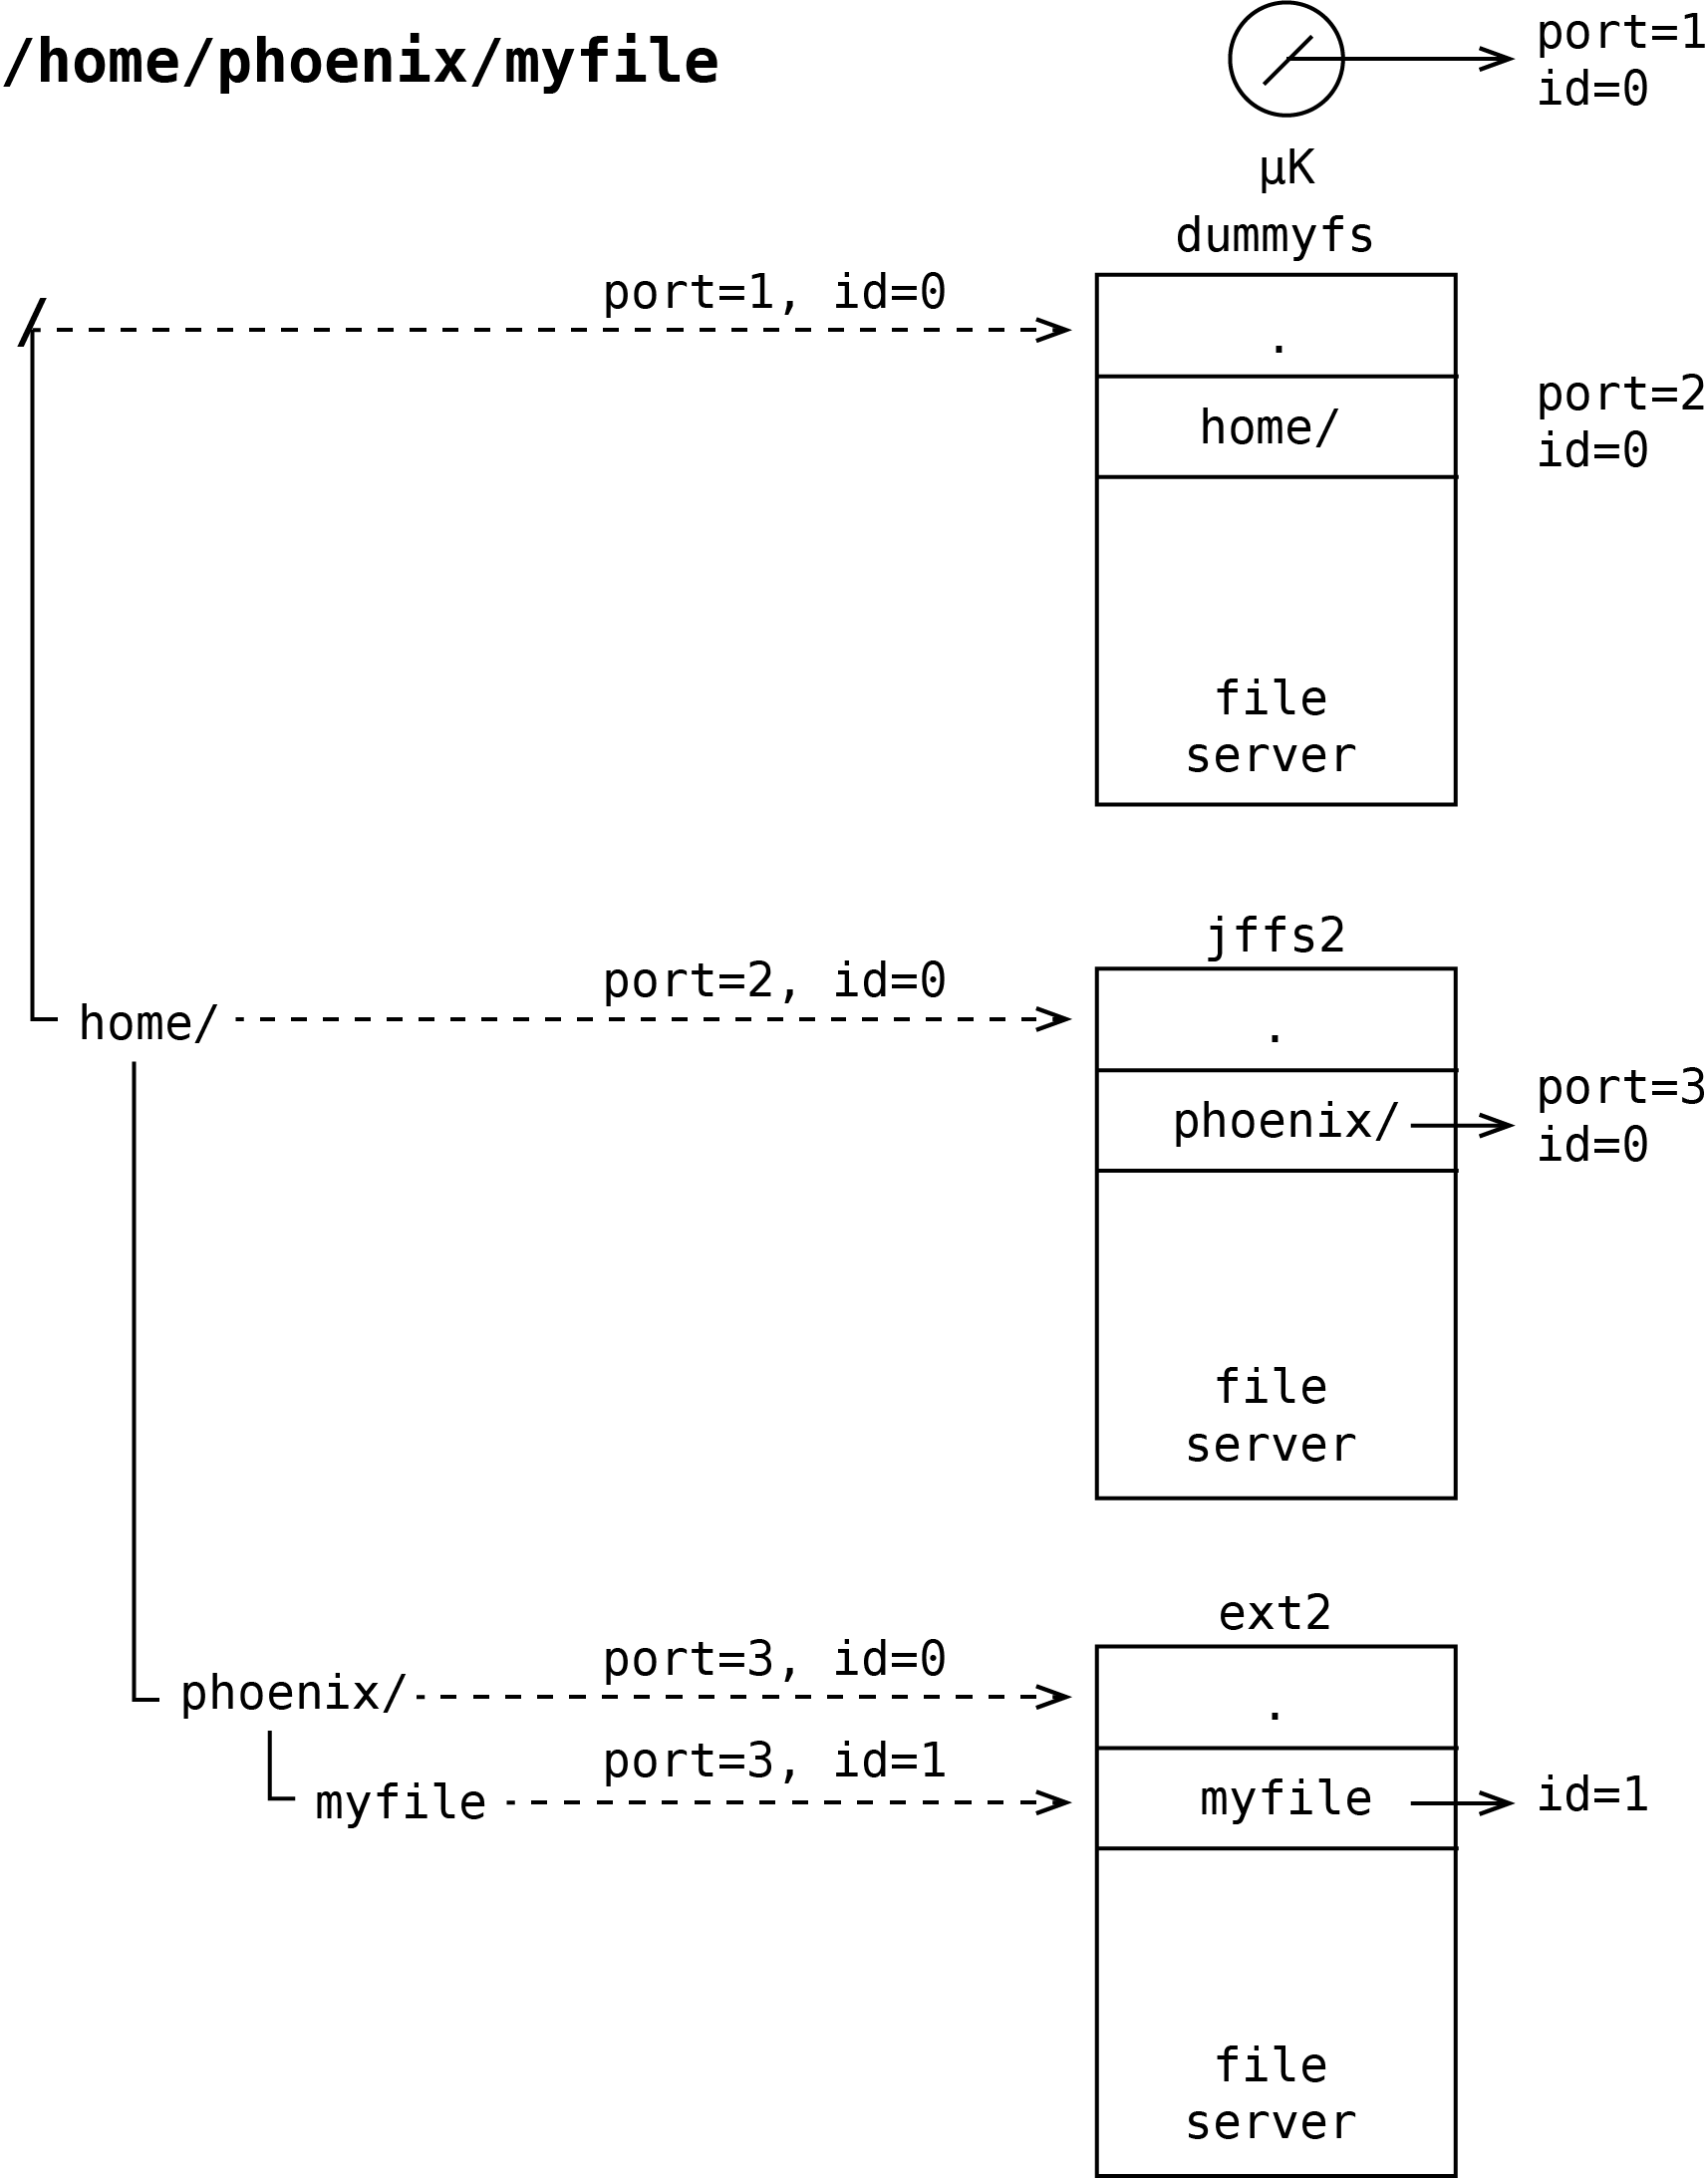 /home/phoenix/myfile
port=1
id=0
µK
dummyfs
/
port=1, id=0
.
home/
port=2
id=0
file
server
jffs2
home/
port=2, id=0
.
phoenix/
port=3
id=0
file
server
ext2
phoenix/
port=3, id=0
.
myfile
port=3, id=1
myfile
id=1
file
server